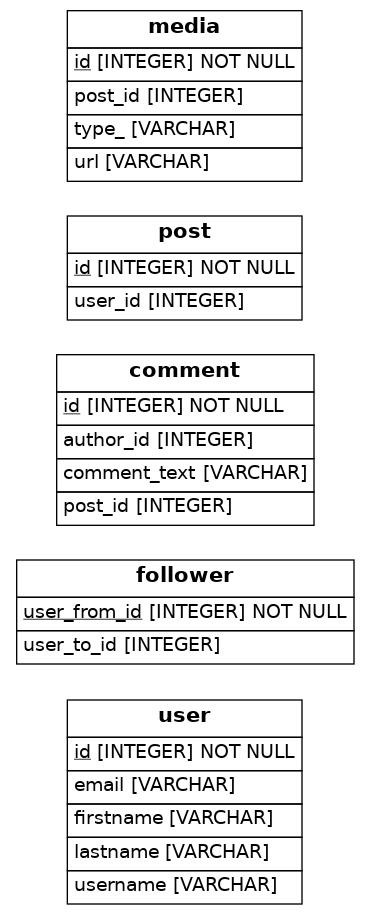 media
id [INTEGER] NOT NULL
post_id [INTEGER]
type_ [VARCHAR]
url [VARCHAR]
post
id [INTEGER] NOT NULL
user_id [INTEGER]
comment
id [INTEGER] NOT NULL
author_id [INTEGER]
comment_text [VARCHAR]
post_id [INTEGER]
follower
user_from_id [INTEGER] NOT NULL
user_to_id [INTEGER]
user
id [INTEGER] NOT NULL
email [VARCHAR]
firstname [VARCHAR]
lastname [VARCHAR]
username [VARCHAR]